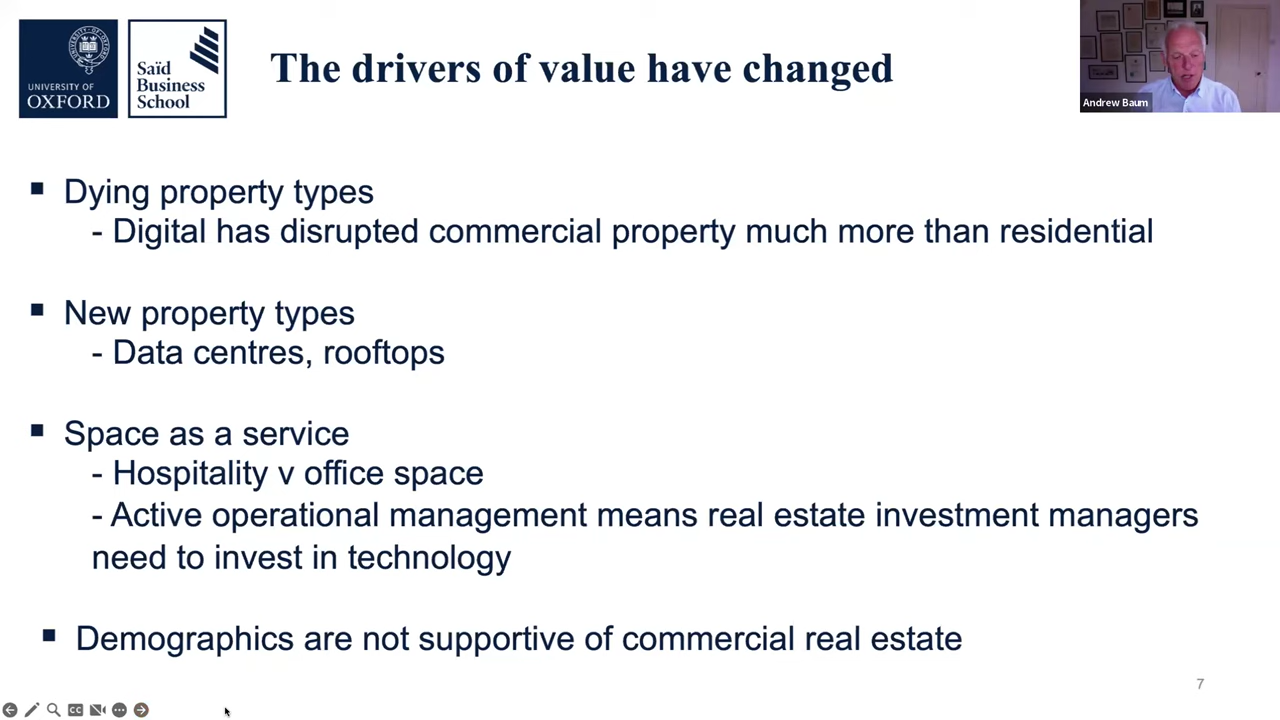 UNIVERSITY OF
OXFORD
Saïd
Business
School
The drivers of value have changed
Andrew Baum
▪ Dying property types
- Digital has disrupted commercial property much more than residential
▪ New property types
- Data centres, rooftops
▪ Space as a service
- Hospitality v office space
- Active operational management means real estate investment managers
need to invest in technology
▪ Demographics are not supportive of commercial real estate
7
CC